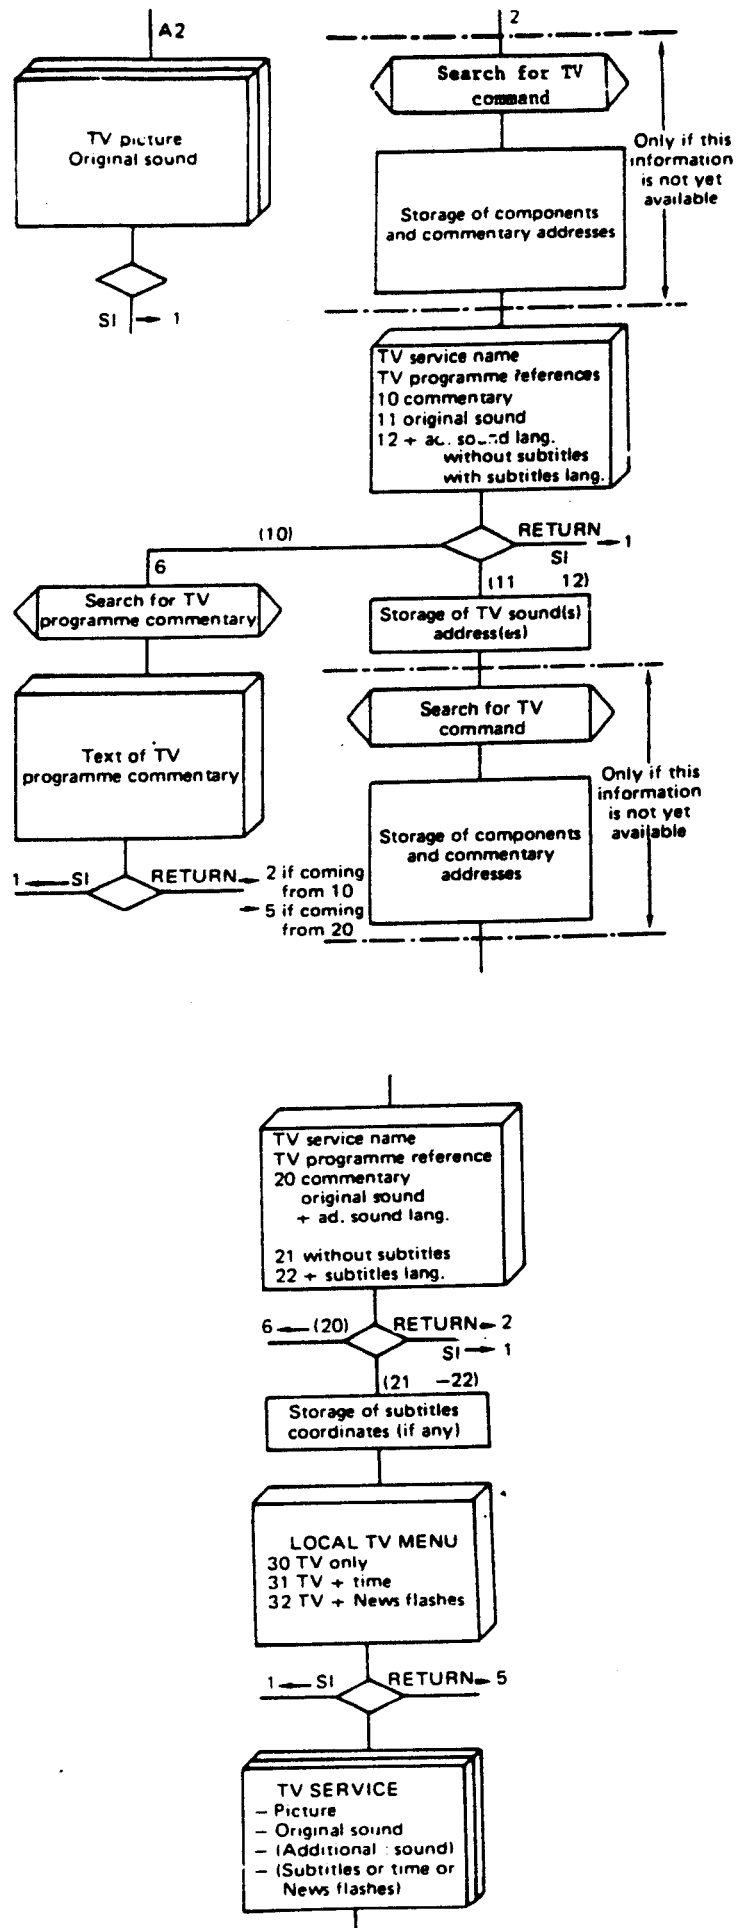 A2
TV picture
Original sound
SI → 1
2
Search for TV
command
Only if this
information
is not yet
available
Storage of components
and commentary addresses
TV service name
TV programme references
10 commentary
11 original sound
12 + ad. sound lang.
without subtitles
with subtitles lang.
(10)
RETURN
SI → 1
6
(11 12)
Search for TV
programme commentary
Storage of TV sound(s)
address(es)
Text of TV
programme commentary
Search for TV
command
Only if this
information
is not yet
available
Storage of components
and commentary
addresses
1 ← SI
RETURN → 2 if coming
from 10
→ 5 if coming
from 20
TV service name
TV programme reference
20 commentary
original sound
+ ad. sound lang.
21 without subtitles
22 + subtitles lang.
6 ← (20)
RETURN → 2
SI → 1
(21 –22)
Storage of subtitles
coordinates (if any)
LOCAL TV MENU
30 TV only
31 TV + time
32 TV + News flashes
1 ← SI
RETURN → 5
TV SERVICE
– Picture
– Original sound
– (Additional : sound)
– (Subtitles or time or
News flashes)